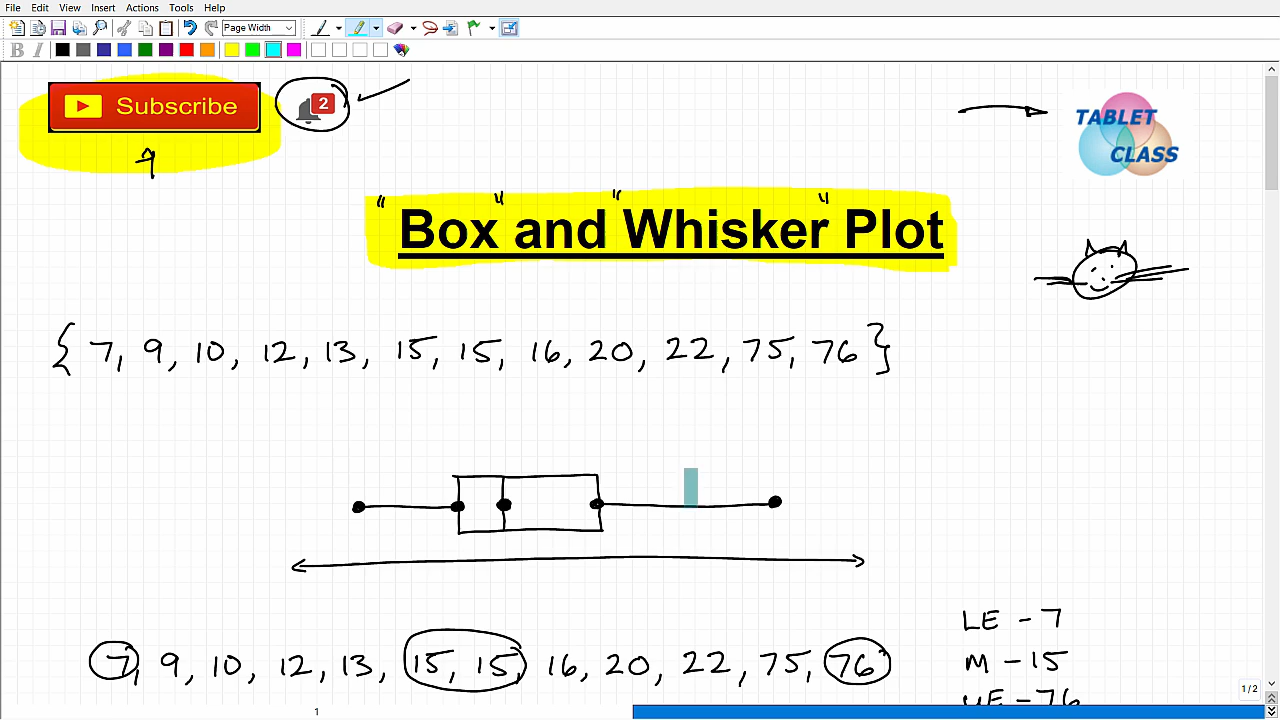 File Edit View Insert Actions Tools Help
Page Width
B I
Subscribe
2
TABLET
CLASS
" Box " and " Whisker " Plot
{ 7, 9, 10, 12, 13, 15, 15, 16, 20, 22, 75, 76 }
LE - 7
7, 9, 10, 12, 13, 15, 15, 16, 20, 22, 75, 76
M - 15
UE - 76
1/2
1